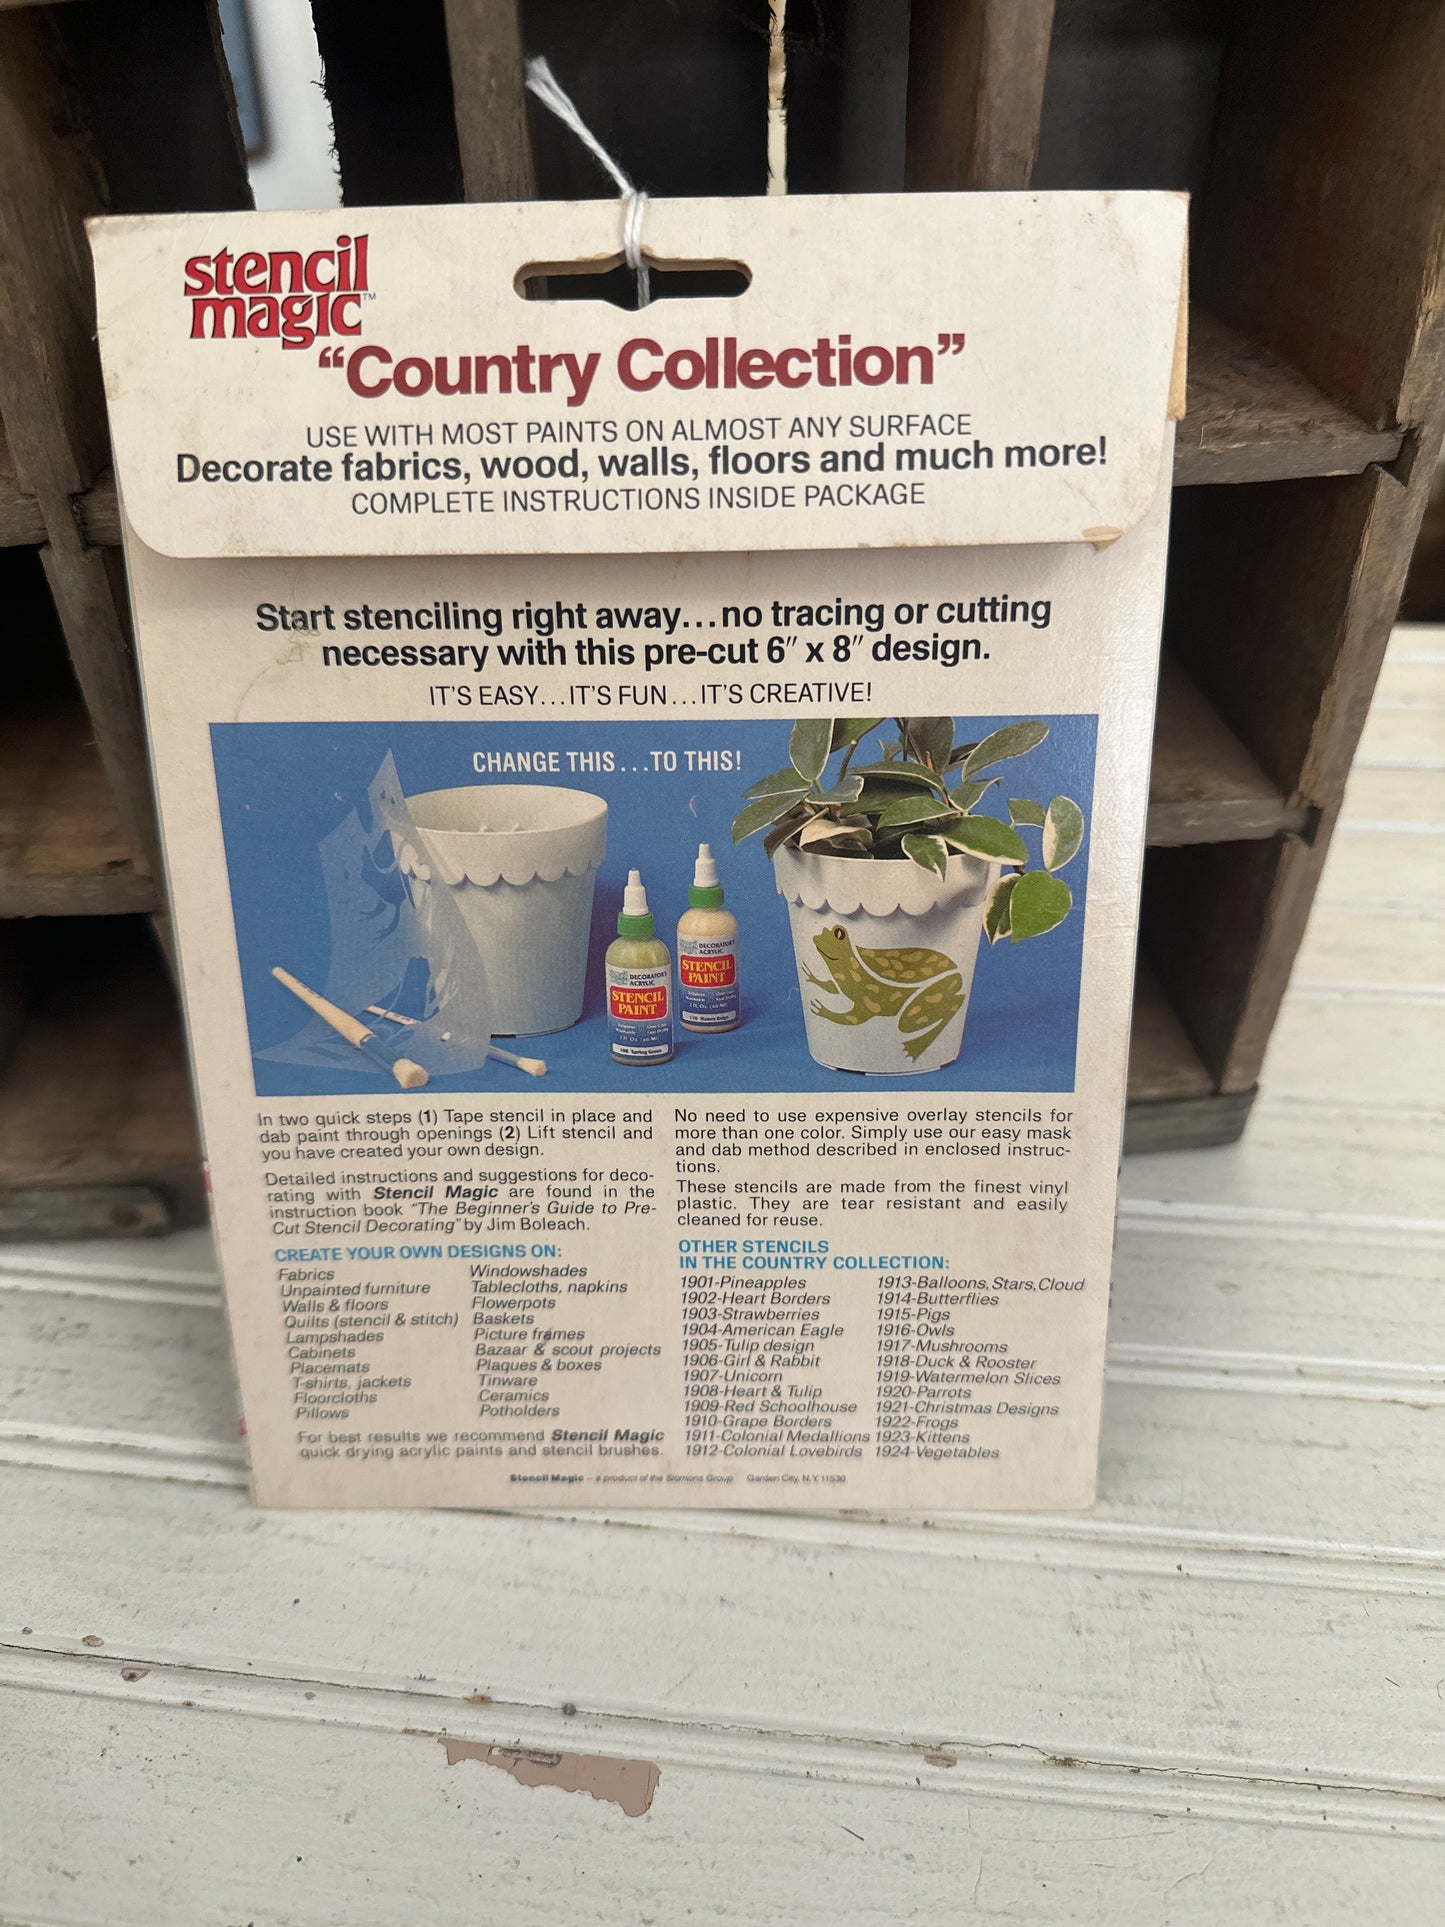 stencil
magic™
“Country Collection”
USE WITH MOST PAINTS ON ALMOST ANY SURFACE
Decorate fabrics, wood, walls, floors and much more!
COMPLETE INSTRUCTIONS INSIDE PACKAGE
Start stenciling right away...no tracing or cutting
necessary with this pre-cut 6″ x 8″ design.
IT'S EASY...IT'S FUN...IT'S CREATIVE!
CHANGE THIS...TO THIS!
DECORATOR'S
ACRYLIC
STENCIL
PAINT
DECORATOR'S
ACRYLIC
STENCIL
PAINT
In two quick steps (1) Tape stencil in place and
dab paint through openings (2) Lift stencil and
you have created your own design.
Detailed instructions and suggestions for deco-
rating with Stencil Magic are found in the
instruction book “The Beginner's Guide to Pre-
Cut Stencil Decorating” by Jim Boleach.
CREATE YOUR OWN DESIGNS ON:
Fabrics
Unpainted furniture
Walls & floors
Quilts (stencil & stitch)
Lampshades
Cabinets
Placemats
T-shirts, jackets
Floorcloths
Pillows
Windowshades
Tablecloths, napkins
Flowerpots
Baskets
Picture frames
Bazaar & scout projects
Plaques & boxes
Tinware
Ceramics
Potholders
For best results we recommend Stencil Magic
quick drying acrylic paints and stencil brushes.
No need to use expensive overlay stencils for
more than one color. Simply use our easy mask
and dab method described in enclosed instruc-
tions.
These stencils are made from the finest vinyl
plastic. They are tear resistant and easily
cleaned for reuse.
OTHER STENCILS
IN THE COUNTRY COLLECTION:
1901-Pineapples
1902-Heart Borders
1903-Strawberries
1904-American Eagle
1905-Tulip design
1906-Girl & Rabbit
1907-Unicorn
1908-Heart & Tulip
1909-Red Schoolhouse
1910-Grape Borders
1911-Colonial Medallions
1912-Colonial Lovebirds
1913-Balloons, Stars, Cloud
1914-Butterflies
1915-Pigs
1916-Owls
1917-Mushrooms
1918-Duck & Rooster
1919-Watermelon Slices
1920-Parrots
1921-Christmas Designs
1922-Frogs
1923-Kittens
1924-Vegetables
Stencil Magic – a product of the Slomons Group Garden City, N.Y. 11530